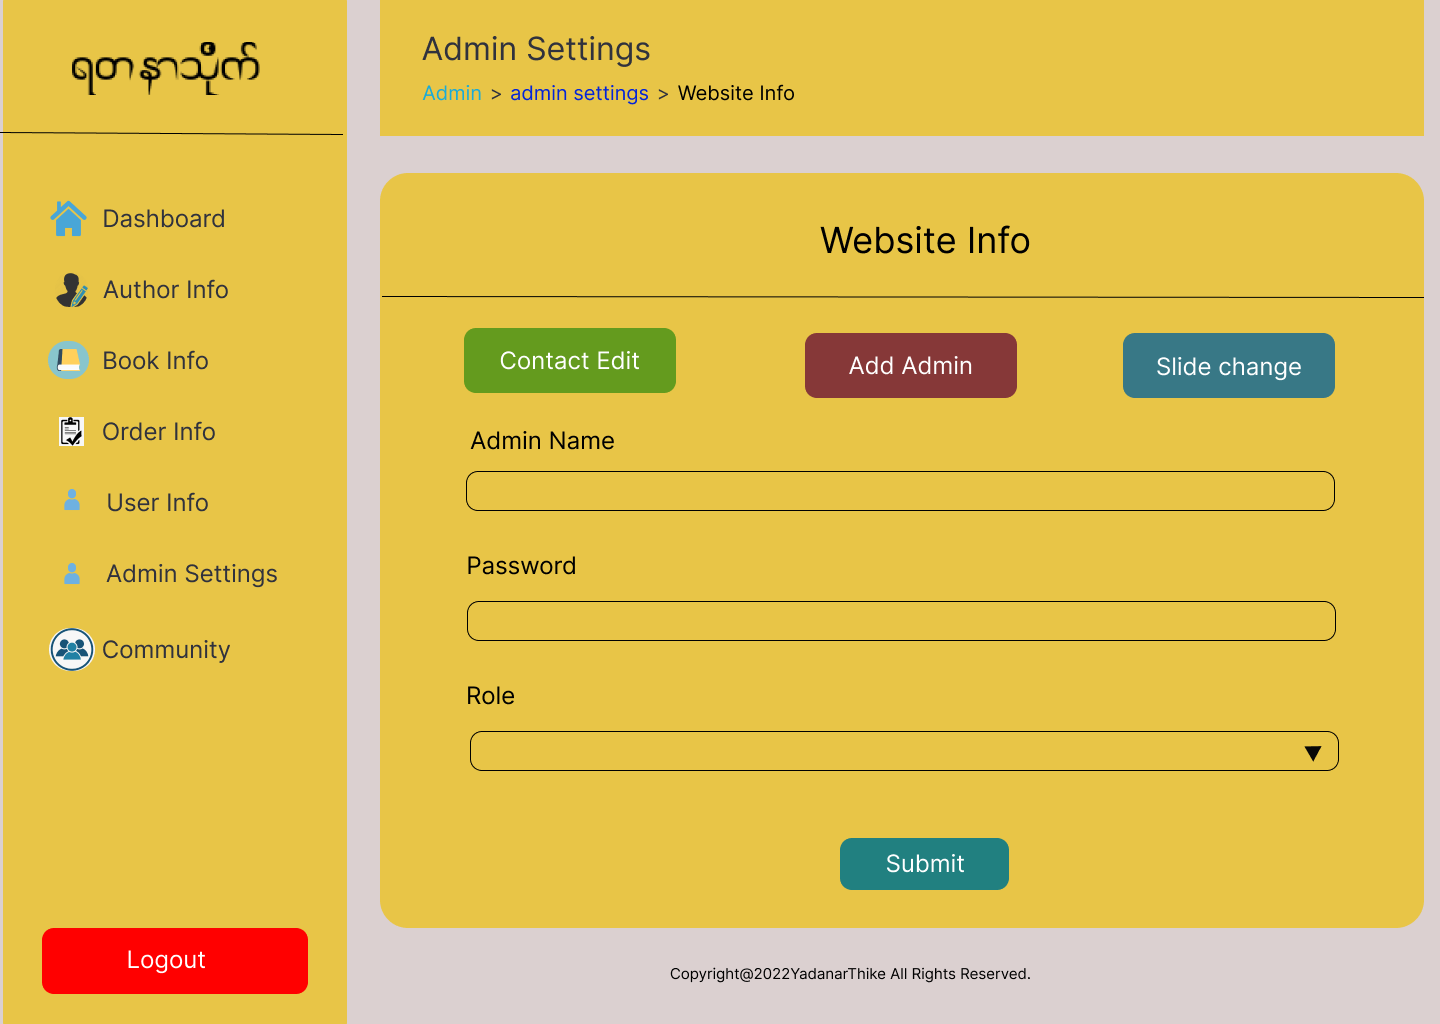 ရတနာသိုက်
Dashboard
Author Info
Book Info
Order Info
User Info
Admin Settings
Community
Logout
Admin Settings
Admin > admin settings > Website Info
Website Info
Contact Edit
Add Admin
Slide change
Admin Name
Password
Role
Submit
Copyright@2022YadanarThike All Rights Reserved.